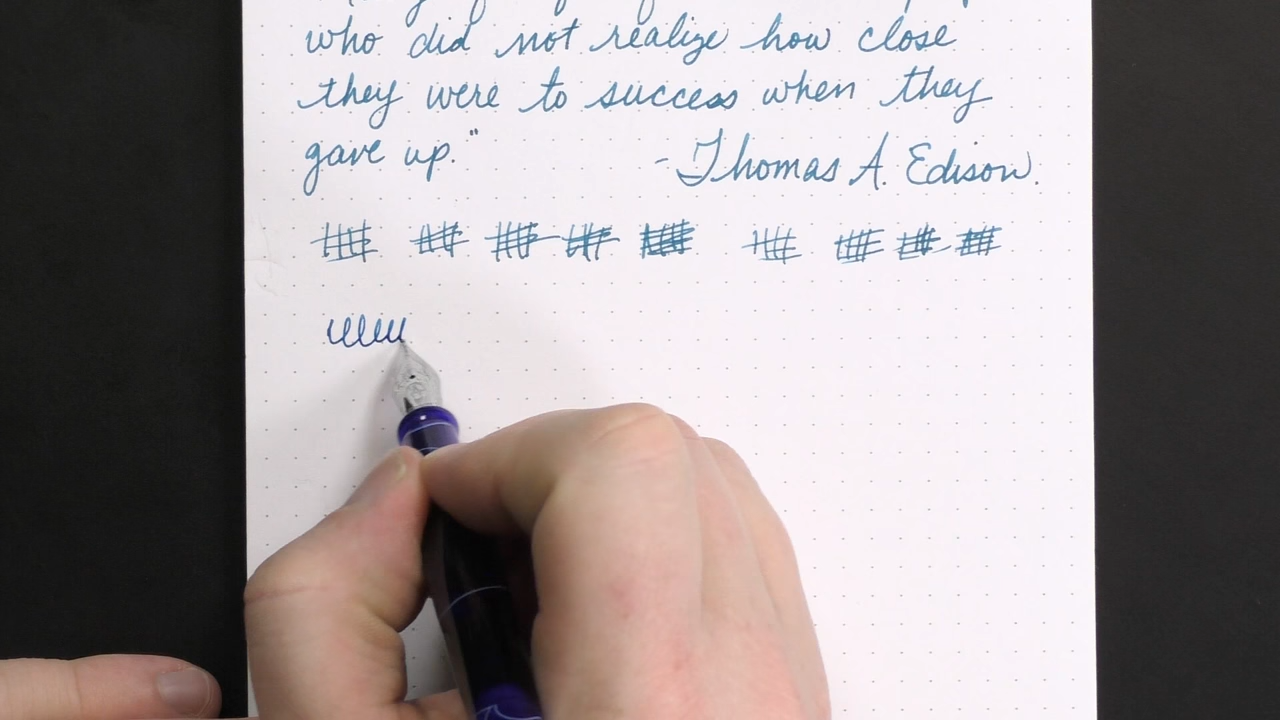 who did not realize how close
they were to success when they
gave up."
- Thomas A. Edison.